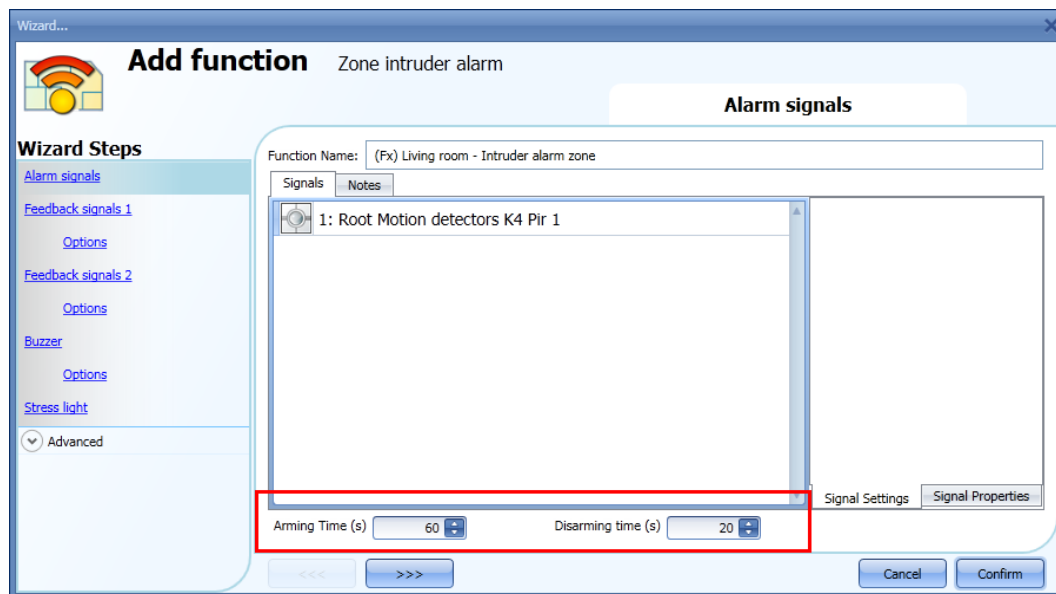 Wizard...
Add function Zone intruder alarm
Alarm signals
Wizard Steps
Alarm signals
Feedback signals 1
Options
Feedback signals 2
Options
Buzzer
Options
Stress light
Advanced
Function Name: (Fx) Living room - Intruder alarm zone
Signals Notes
1: Root Motion detectors K4 Pir 1
Signal Settings Signal Properties
Arming Time (s) 60 Disarming time (s) 20
<<< >>> Cancel Confirm